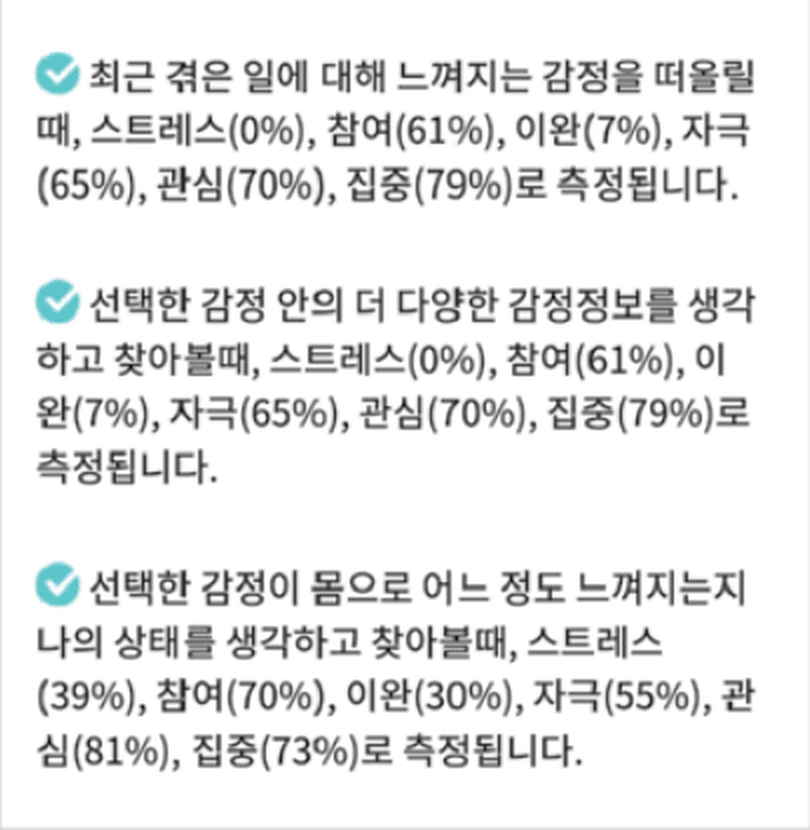 최근 겪은 일에 대해 느껴지는 감정을 떠올릴
때, 스트레스(0%), 참여(61%), 이완(7%), 자극
(65%), 관심(70%), 집중(79%)로 측정됩니다.
선택한 감정 안의 더 다양한 감정정보를 생각
하고 찾아볼때, 스트레스(0%), 참여(61%), 이
완(7%), 자극(65%), 관심(70%), 집중(79%)로
측정됩니다.
선택한 감정이 몸으로 어느 정도 느껴지는지
나의 상태를 생각하고 찾아볼때, 스트레스
(39%), 참여(70%), 이완(30%), 자극(55%), 관
심(81%), 집중(73%)로 측정됩니다.